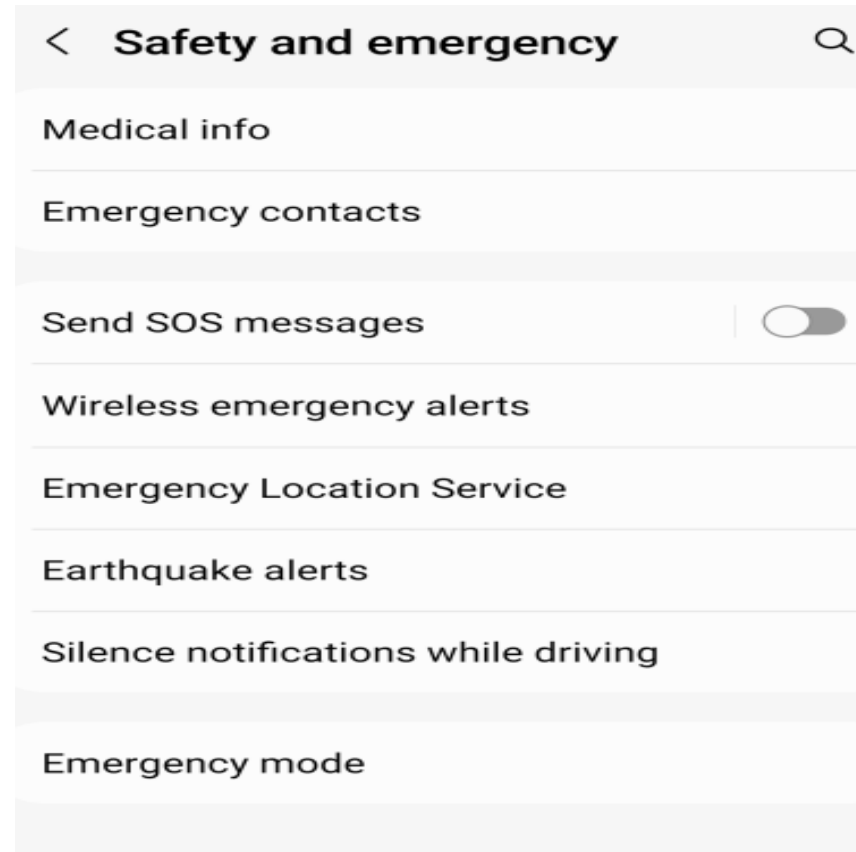 Safety and emergency
Medical info
Emergency contacts
Send SOS messages
Wireless emergency alerts
Emergency Location Service
Earthquake alerts
Silence notifications while driving
Emergency mode